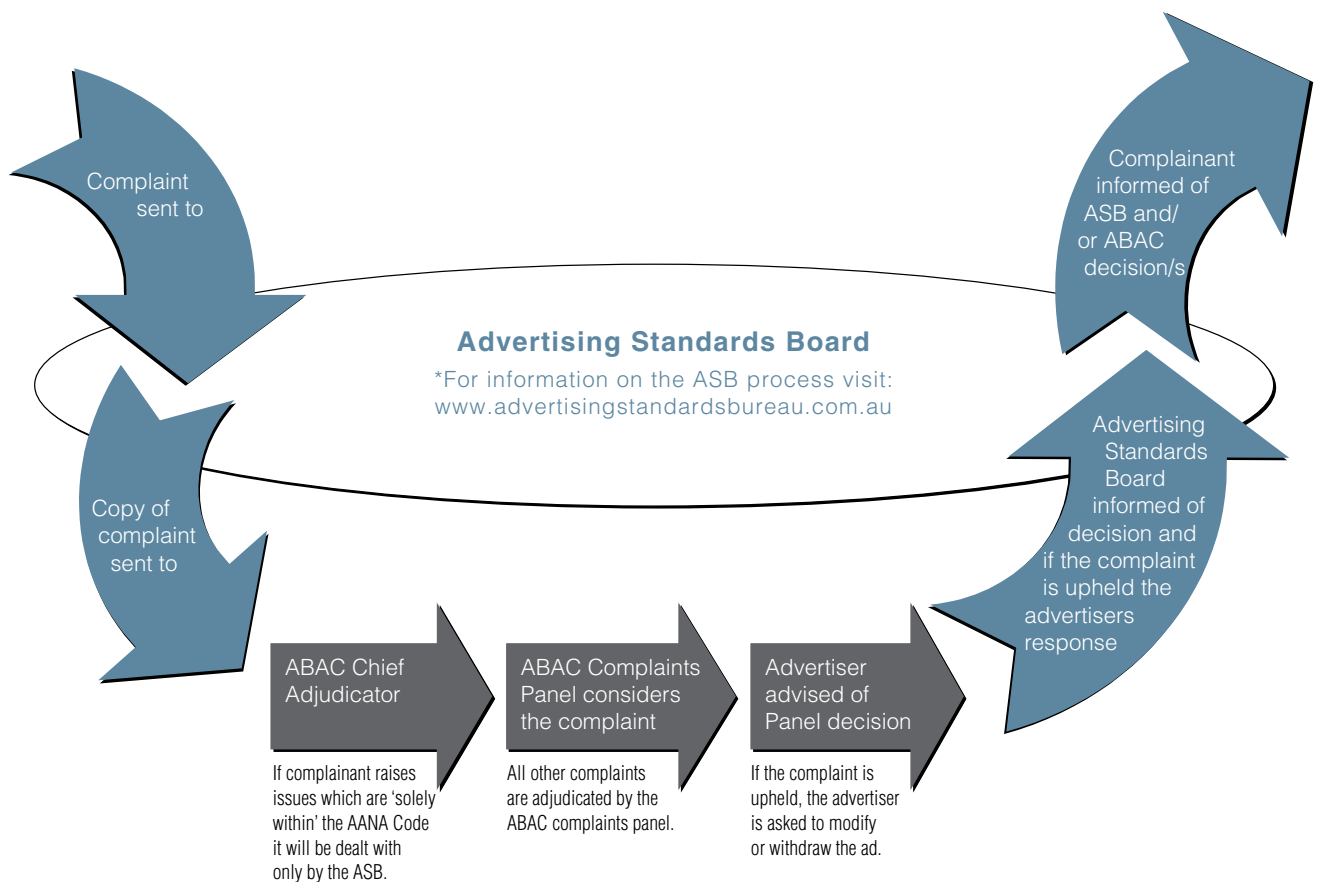 Complaint
sent to
Advertising Standards Board
*For information on the ASB process visit:
www.advertisingstandardsbureau.com.au
Copy of
complaint
sent to
ABAC Chief
Adjudicator
If complainant raises
issues which are ‘solely
within’ the AANA Code
it will be dealt with
only by the ASB.
ABAC Complaints
Panel considers
the complaint
All other complaints
are adjudicated by the
ABAC complaints panel.
Advertiser
advised of
Panel decision
If the complaint is
upheld, the advertiser
is asked to modify
or withdraw the ad.
Advertising
Standards
Board
informed of
decision and
if the complaint
is upheld the
advertisers
response
Complainant
informed of
ASB and/
or ABAC
decision/s